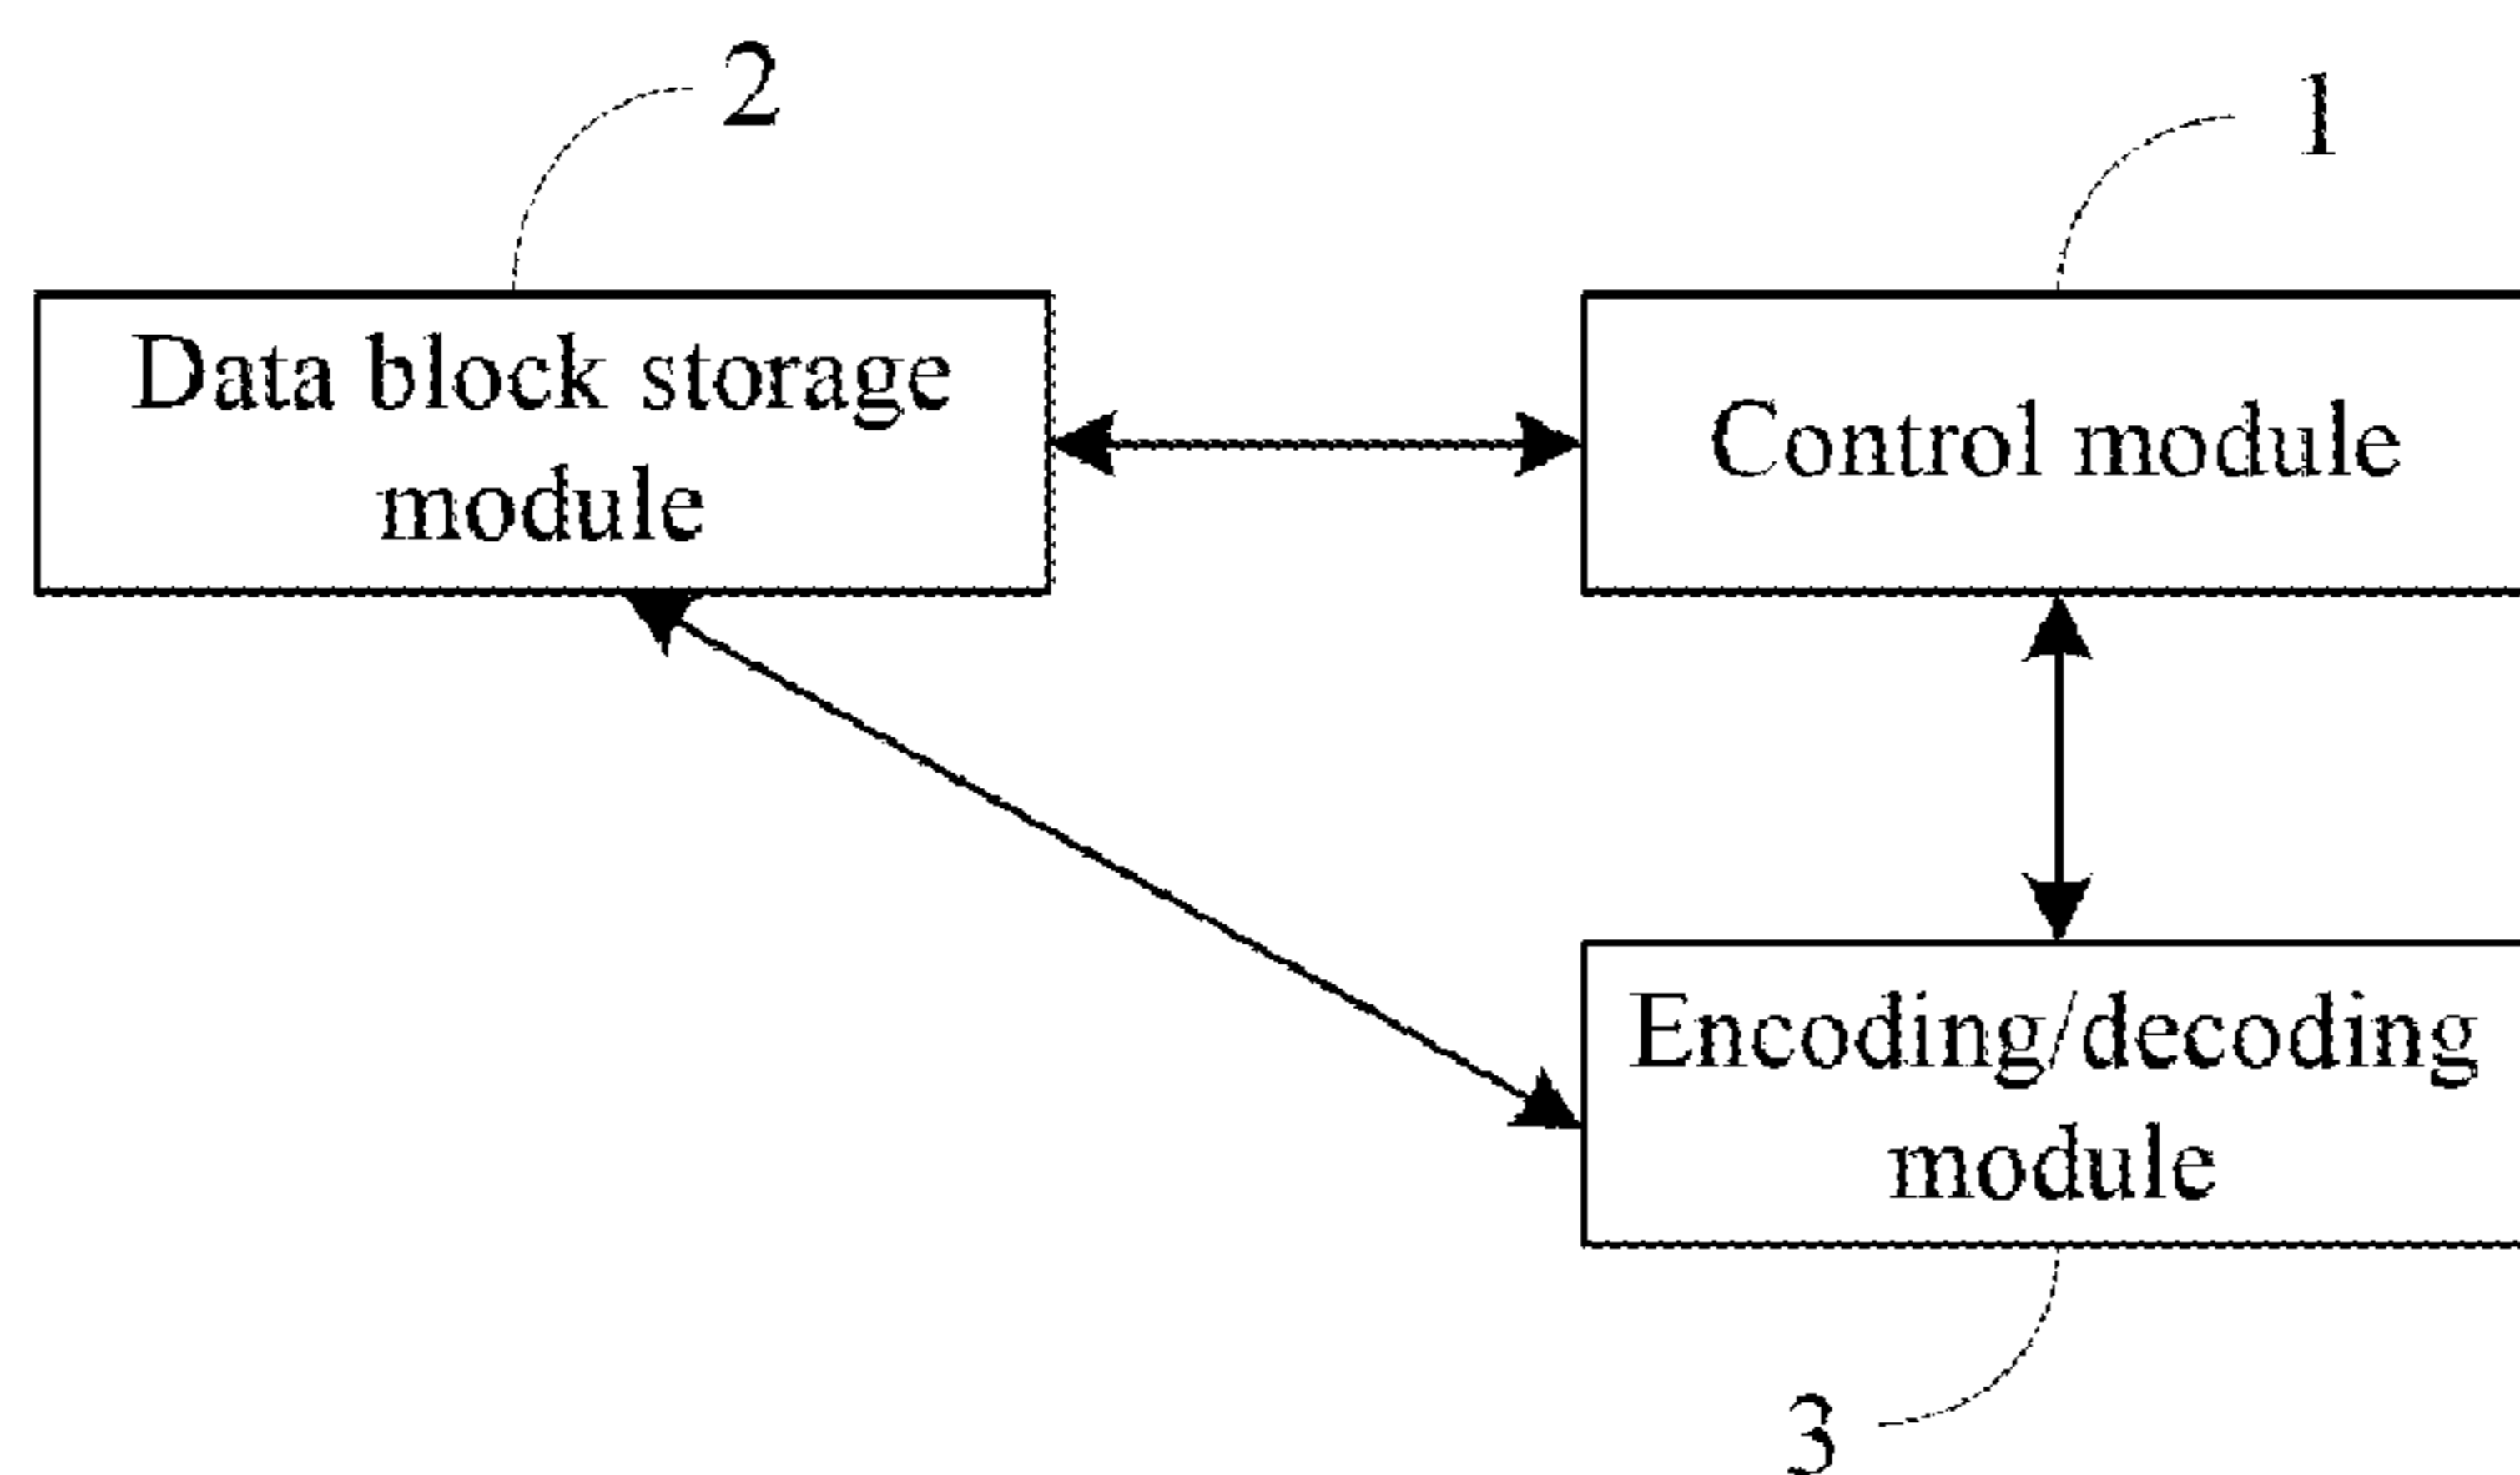 2
1
Data block storage
module
Control module
Encoding/decoding
module
3